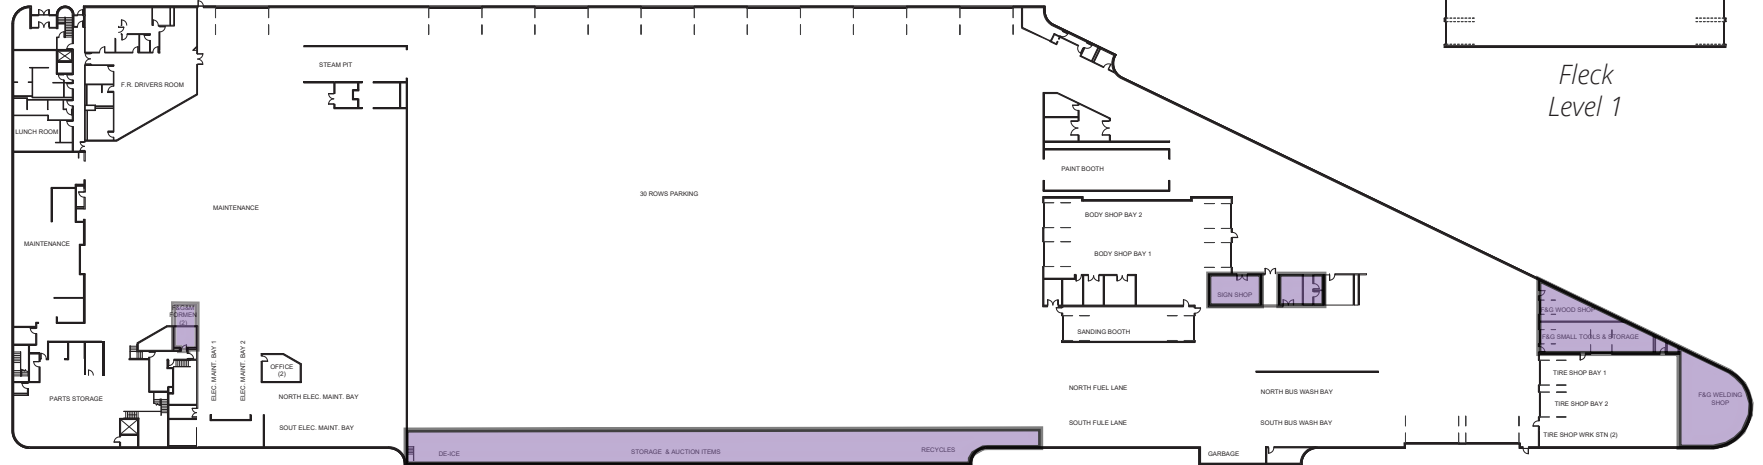 Fleck
Level 1
STEAM PIT
F.R. DRIVERS ROOM
LUNCH ROOM
PAINT BOOTH
30 ROWS PARKING
MAINTENANCE
BODY SHOP BAY 2
MAINTENANCE
BODY SHOP BAY 1
SIGN SHOP
F&G&M
FORMEN
(2)
F&G WOOD SHOP
SANDING BOOTH
F&G SMALL TOOLS & STORAGE
ELEC. MAINT. BAY 1
ELEC. MAINT. BAY 2
OFFICE
(2)
TIRE SHOP BAY 1
NORTH FUEL LANE
NORTH BUS WASH BAY
PARTS STORAGE
NORTH ELEC. MAINT. BAY
F&G WELDING
SHOP
TIRE SHOP BAY 2
SOUTH FULE LANE
SOUTH BUS WASH BAY
SOUT ELEC. MAINT. BAY
TIRE SHOP WRK STN (2)
DE-ICE
STORAGE & AUCTION ITEMS
RECYCLES
GARBAGE